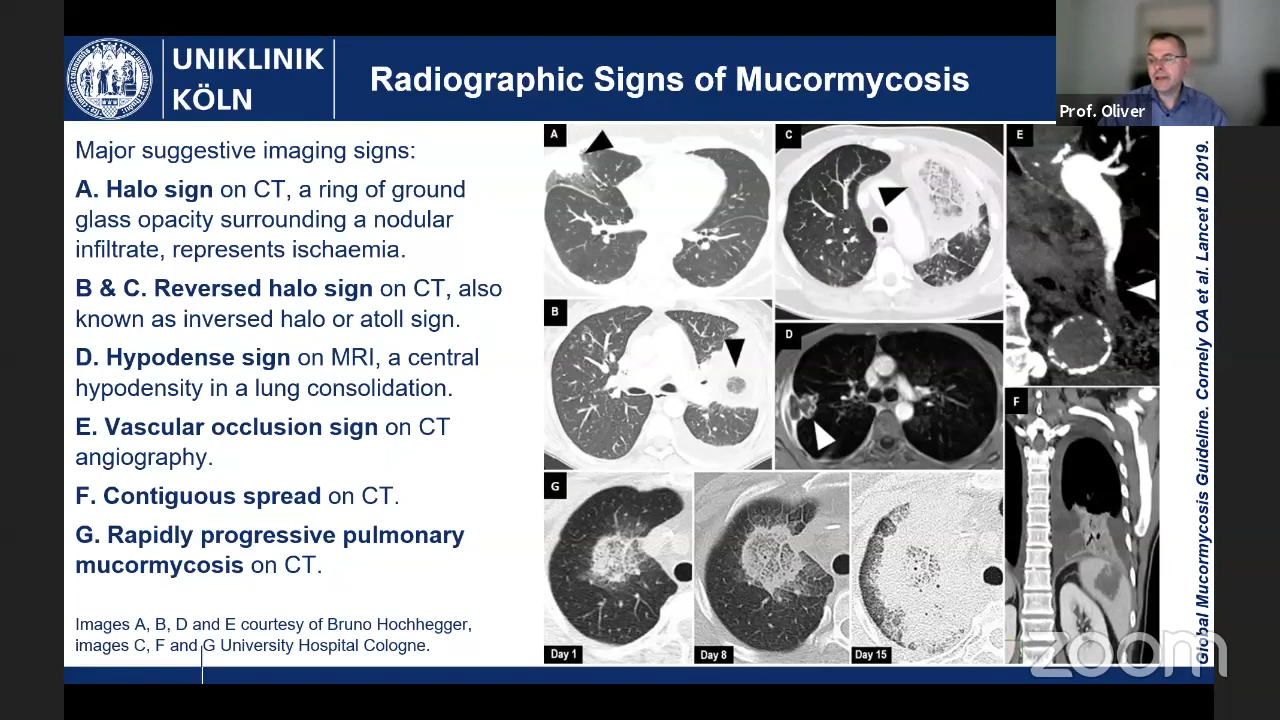 UNIKLINIK
KÖLN
Radiographic Signs of Mucormycosis
Prof. Oliver
Major suggestive imaging signs:
A. Halo sign on CT, a ring of ground
glass opacity surrounding a nodular
infiltrate, represents ischaemia.
B & C. Reversed halo sign on CT, also
known as inversed halo or atoll sign.
D. Hypodense sign on MRI, a central
hypodensity in a lung consolidation.
E. Vascular occlusion sign on CT
angiography.
F. Contiguous spread on CT.
G. Rapidly progressive pulmonary
mucormycosis on CT.
Images A, B, D and E courtesy of Bruno Hochhegger,
images C, F and G University Hospital Cologne.
A
C
E
B
D
F
G
Day 1
Day 8
Day 15
Global Mucormycosis Guideline. Cornely OA et al. Lancet ID 2019.
zoom